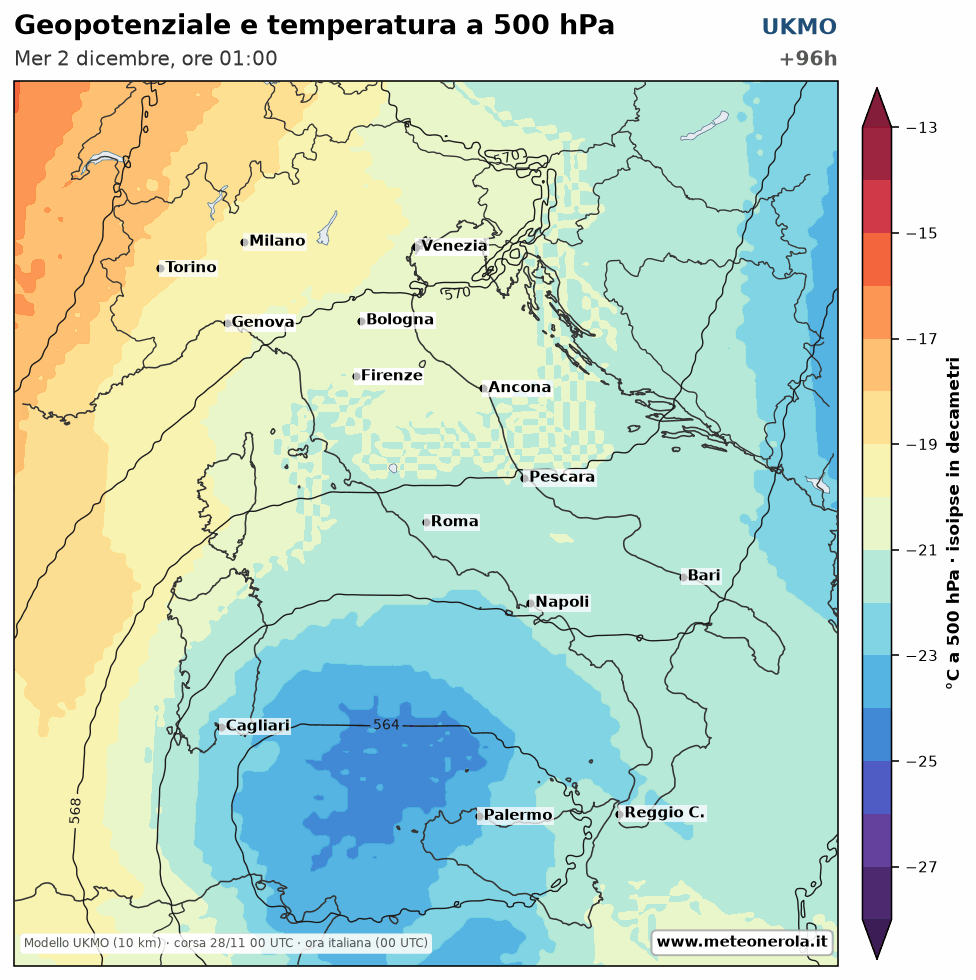 Geopotenziale e temperatura a 500 hPa
UKMO
Mer 2 dicembre, ore 01:00
+96h
570
Milano
Venezia
Torino
570
Genova
Bologna
Firenze
Ancona
Pescara
Roma
Bari
Napoli
Cagliari
564
568
Palermo
Reggio C.
−13
−15
−17
−19
−21
−23
−25
−27
°C a 500 hPa · isoipse in decametri
Modello UKMO (10 km) · corsa 28/11 00 UTC · ora italiana (00 UTC)
www.meteonerola.it